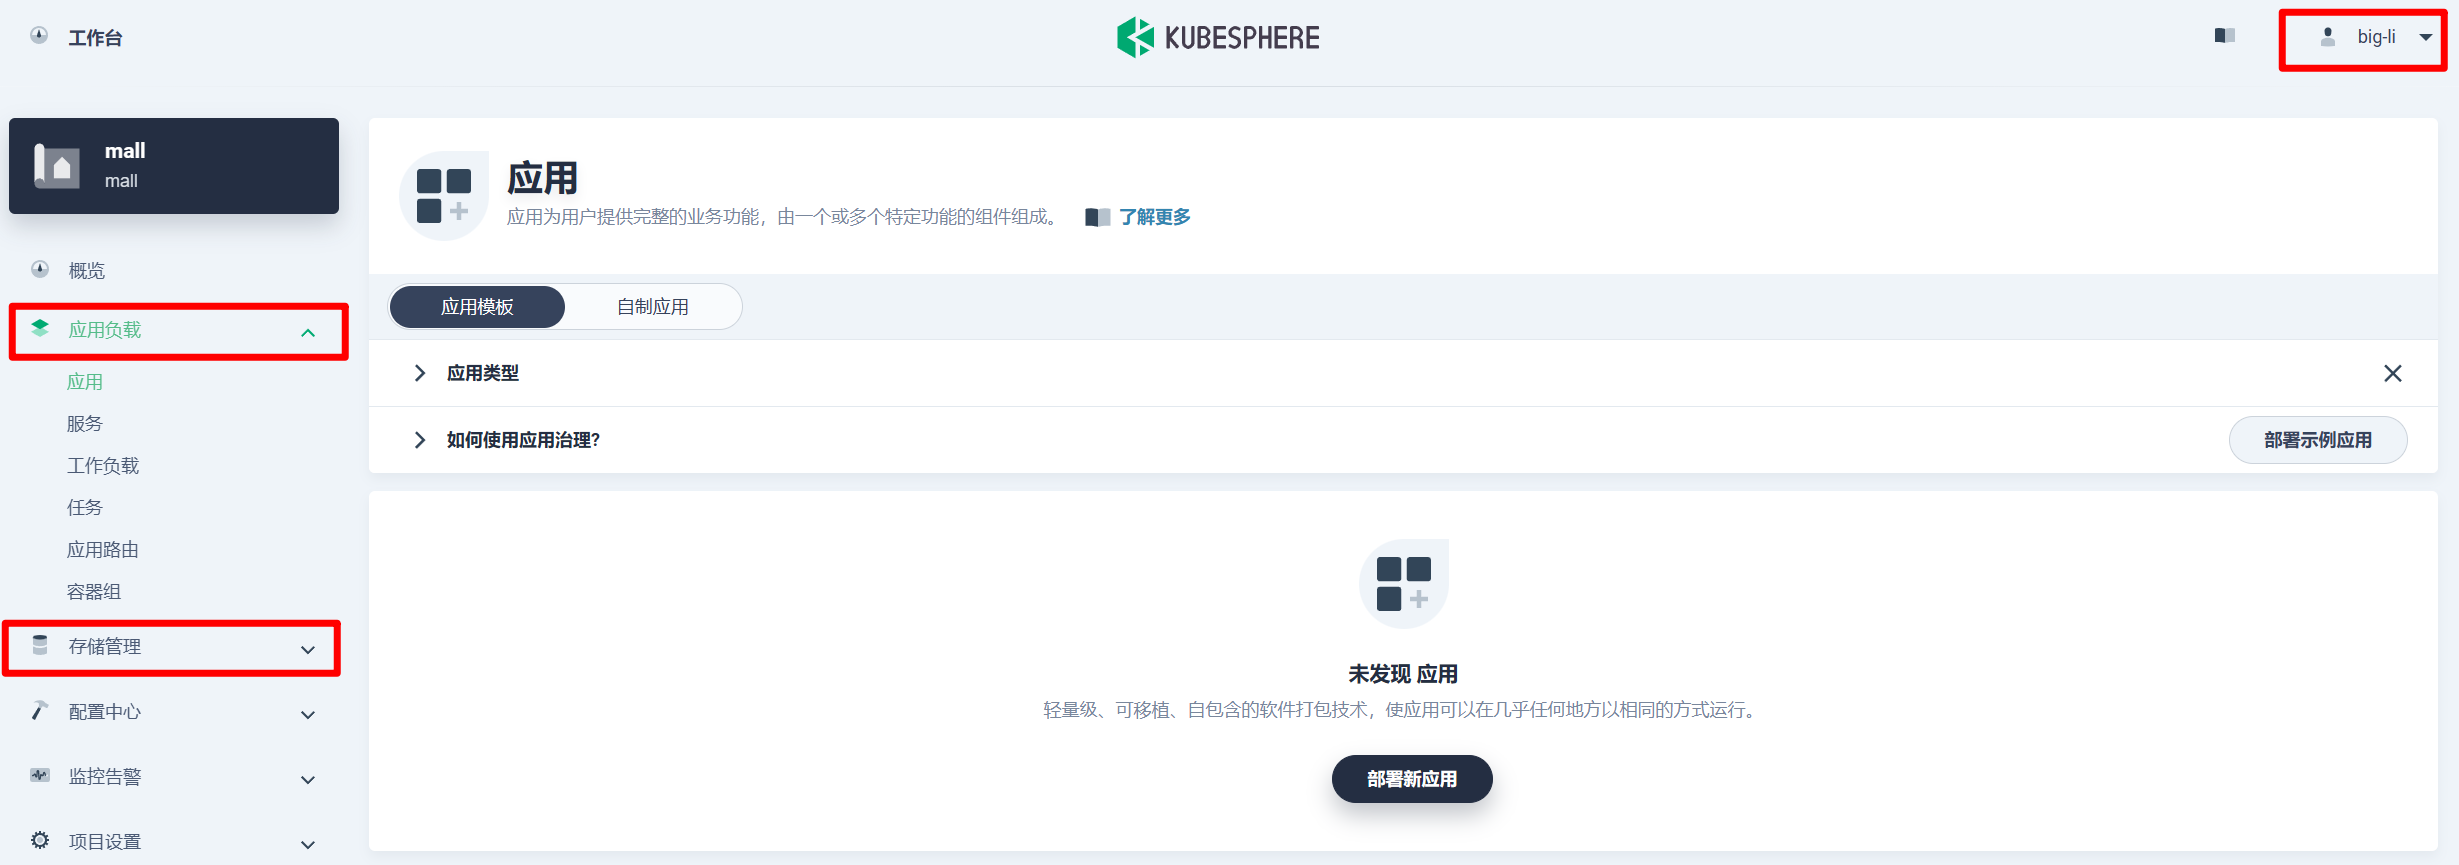 工作台
KUBESPHERE
big-li
mall
mall
概览
应用负载
应用
服务
工作负载
任务
应用路由
容器组
存储管理
配置中心
监控告警
项目设置
应用
应用为用户提供完整的业务功能，由一个或多个特定功能的组件组成。 了解更多
应用模板 自制应用
应用类型
如何使用应用治理?
部署示例应用
未发现 应用
轻量级、可移植、自包含的软件打包技术，使应用可以在几乎任何地方以相同的方式运行。
部署新应用